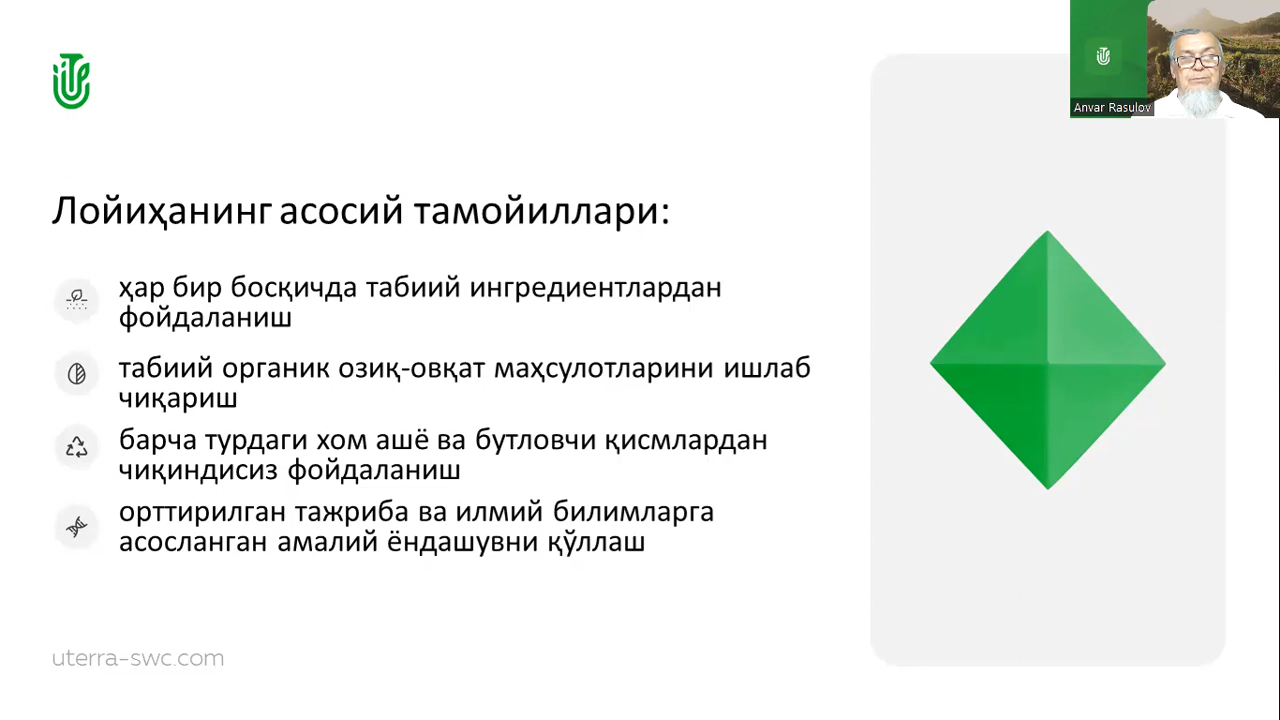 Anvar Rasulov
Лойиҳанинг асосий тамойиллари:
ҳар бир босқичда табиий ингредиентлардан
фойдаланиш
табиий органик озиқ-овқат маҳсулотларини ишлаб
чиқариш
барча турдаги хом ашё ва бутловчи қисмлардан
чиқиндисиз фойдаланиш
орттирилган тажриба ва илмий билимларга
асосланган амалий ёндашувни қўллаш
uterra-swc.com